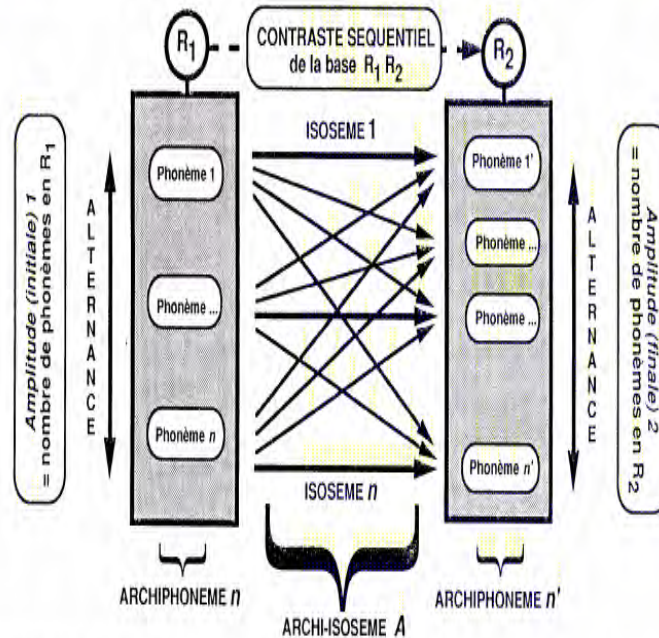 R1
CONTRASTE SEQUENTIEL
de la base R1 R2
R2
Amplitude (initiale) 1
= nombre de phonèmes en R1
ALTERNANCE
Phonème 1
Phonème ...
Phonème n
ISOSEME 1
ISOSEME n
Phonème 1'
Phonème ...
Phonème ...
Phonème n'
ALTERNANCE
Amplitude (finale) 2
= nombre de phonèmes en R2
ARCHIPHONEME n
ARCHI-ISOSEME A
ARCHIPHONEME n'